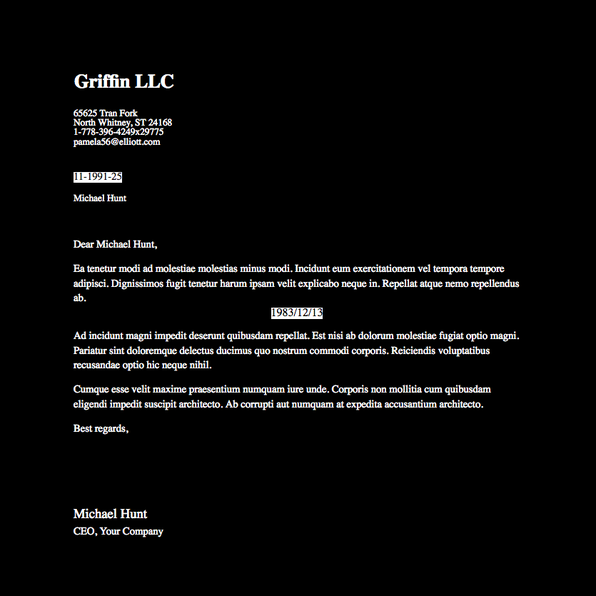 Griffin LLC
65625 Tran Fork
North Whitney, ST 24168
1-778-396-4249x29775
pamela56@elliott.com
11-1991-25
Michael Hunt
Dear Michael Hunt,
Ea tenetur modi ad molestiae molestias minus modi. Incidunt eum exercitationem vel tempora tempore
adipisci. Dignissimos fugit tenetur harum ipsam velit explicabo neque in. Repellat atque nemo repellendus
ab.
1983/12/13
Ad incidunt magni impedit deserunt quibusdam repellat. Est nisi ab dolorum molestiae fugiat optio magni.
Pariatur sint doloremque delectus ducimus quo nostrum commodi corporis. Reiciendis voluptatibus
recusandae optio hic neque nihil.
Cumque esse velit maxime praesentium numquam iure unde. Corporis non mollitia cum quibusdam
eligendi impedit suscipit architecto. Ab corrupti aut numquam at expedita accusantium architecto.
Best regards,
Michael Hunt
CEO, Your Company